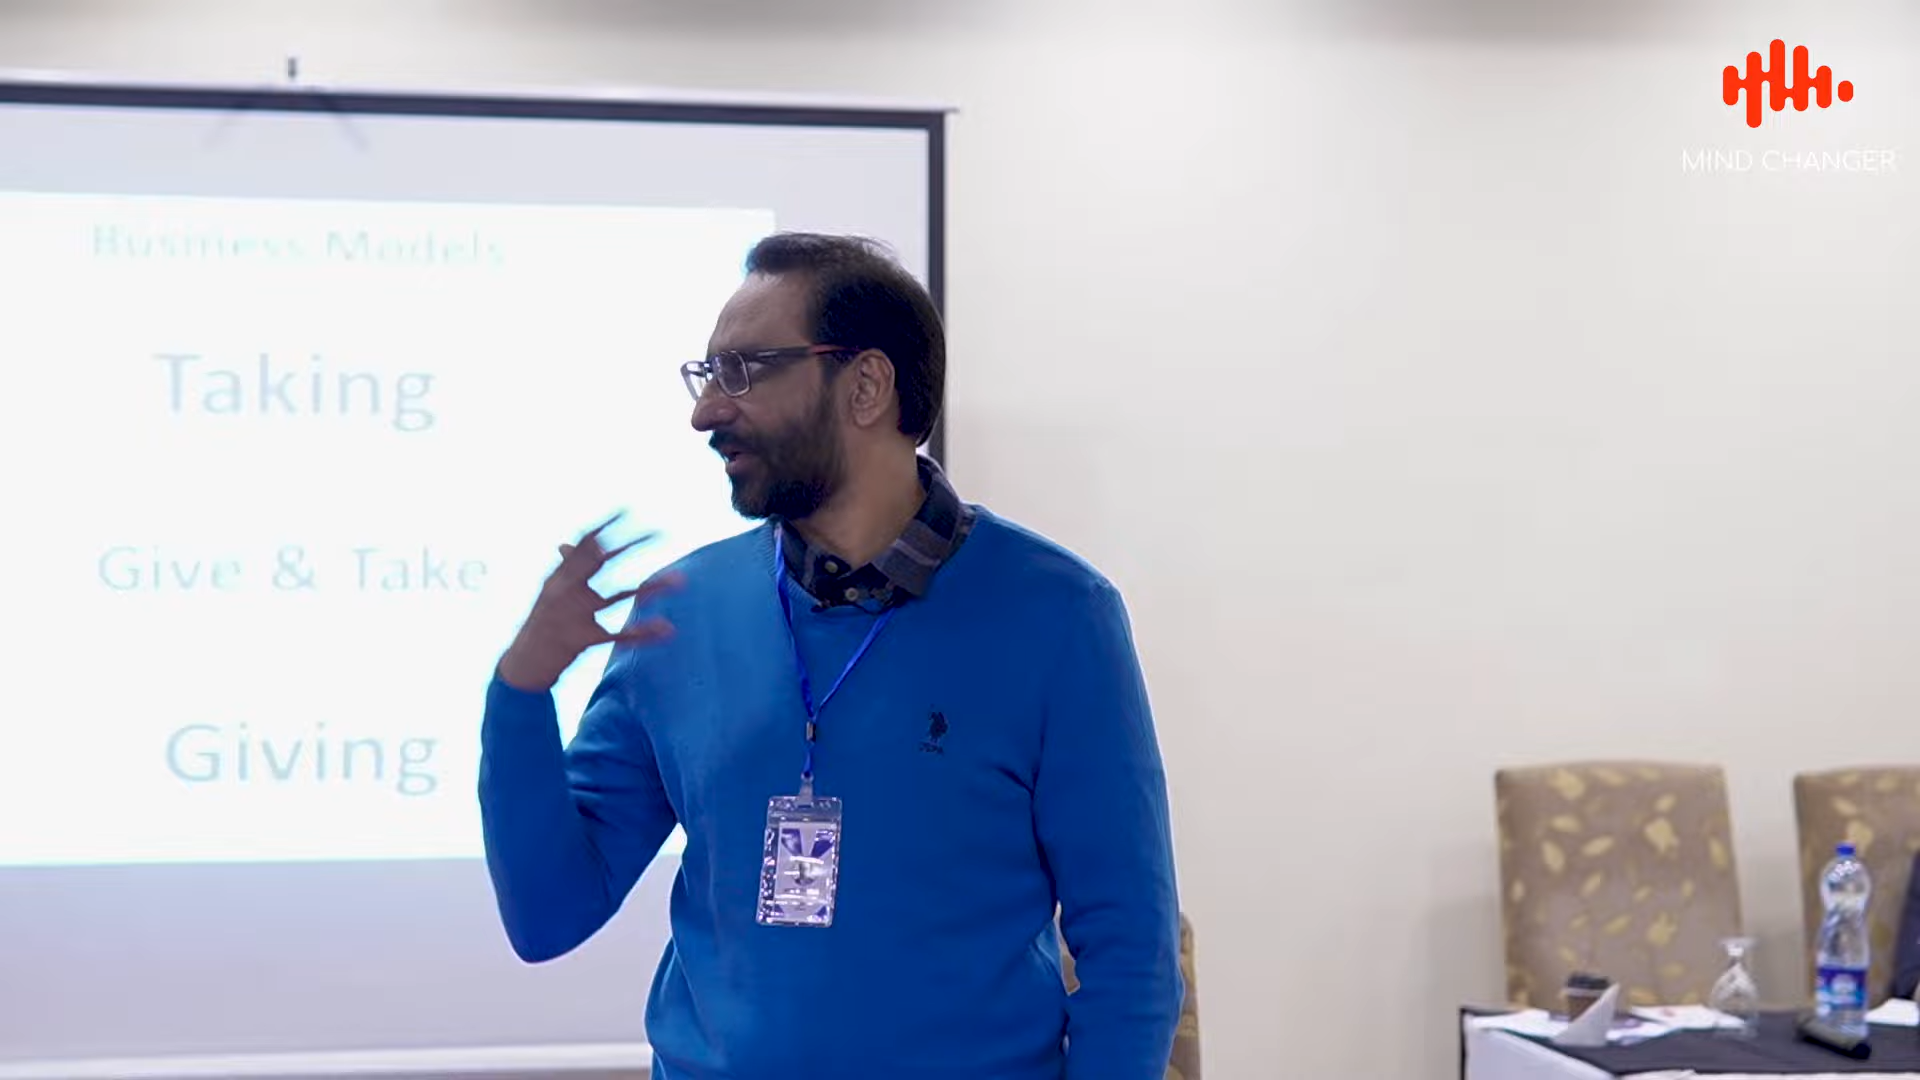 MIND CHANGER
Business Models
Taking
Give & Take
Giving